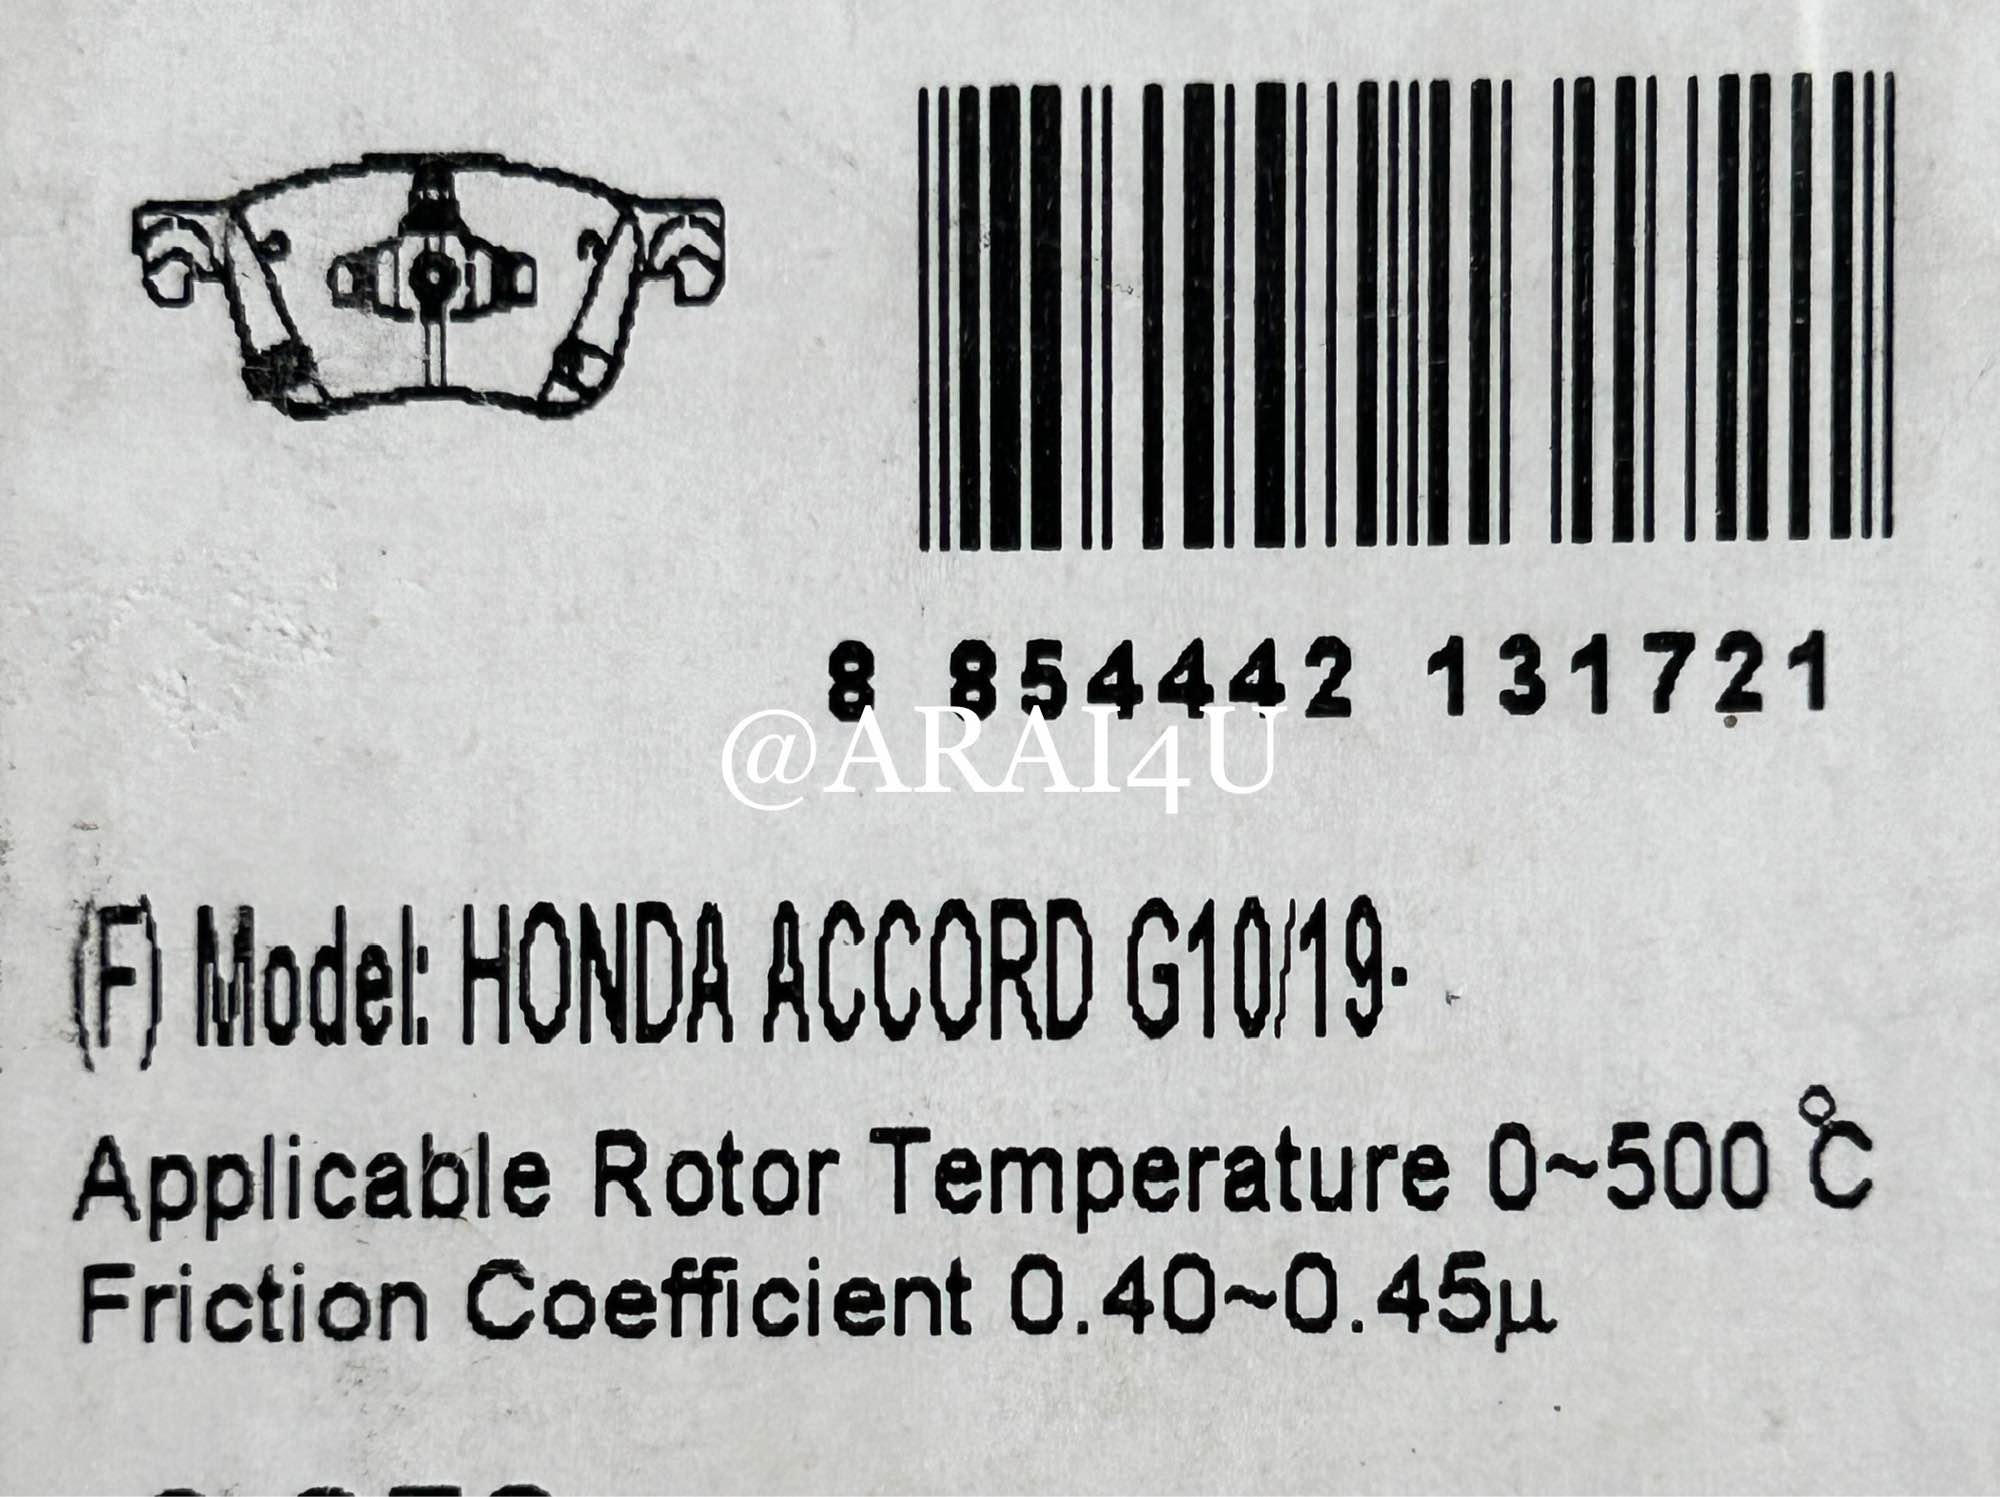 8 854442 131721
@ARAI4U
(F) Model: HONDA ACCORD G10/19-
Applicable Rotor Temperature 0~500 ℃
Friction Coefficient 0.40~0.45µ